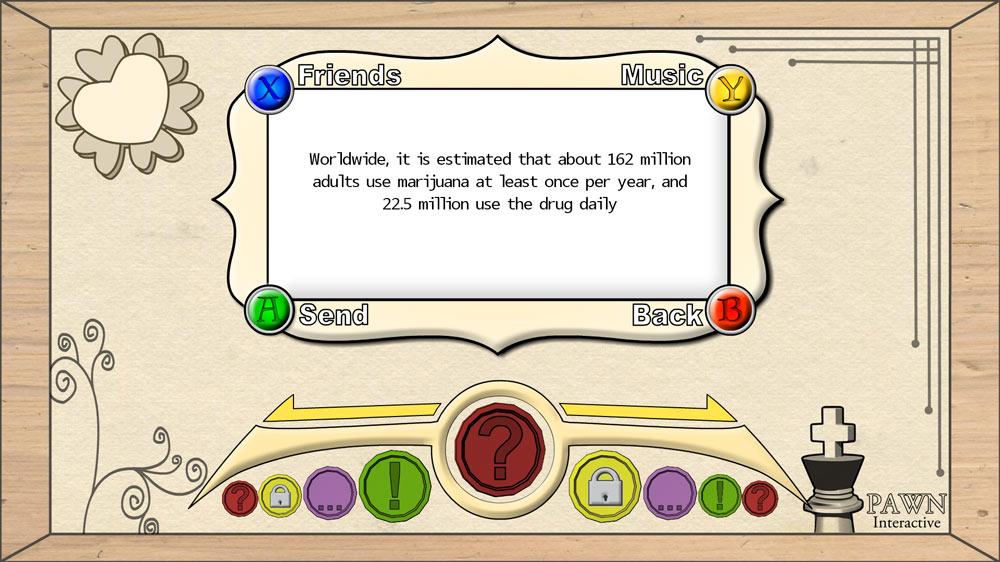 X Friends Music Y
Worldwide, it is estimated that about 162 million
adults use marijuana at least once per year, and
22.5 million use the drug daily
A Send Back B
? ... ! ? ... ! ?
PAWN
Interactive